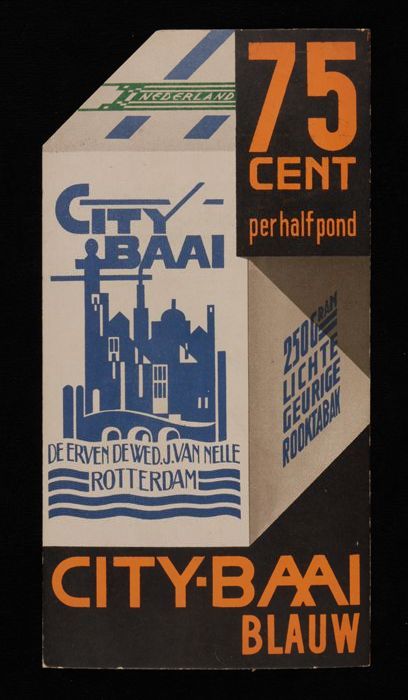 NEDERLAND
75
CENT
per half pond
CITY
BAAI
2500 GRAM
LICHTE
GEURIGE
ROOKTABAK
DE ERVEN DE WED. J. VAN NELLE
ROTTERDAM
CITY-BAAI
BLAUW